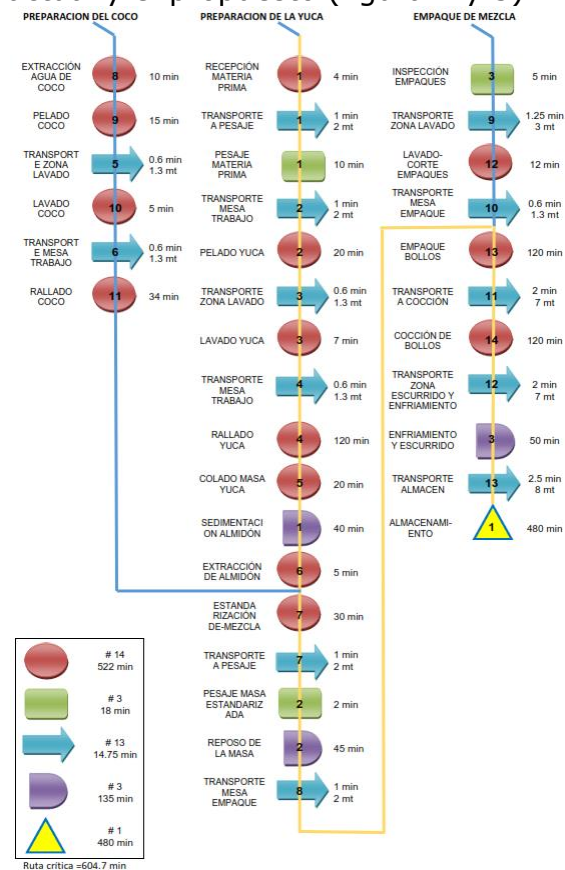 actual y el propuesto (figura
PREPARACION DEL COCO
EXTRACCIÓN
AGUA DE
COCO
8
10 min
PELADO
COCO
9
15 min
TRANSPORT
E ZONA
LAVADO
5
0.6 min
1.3 mt
LAVADO
COCO
10
5 min
TRANSPORT
E MESA
TRABAJO
6
0.6 min
1.3 mt
RALLADO
COCO
11
34 min
PREPARACION DE LA YUCA
RECEPCIÓN
MATERIA
PRIMA
1
4 min
TRANSPORTE
A PESAJE
1
1 min
2 mt
PESAJE
MATERIA
PRIMA
1
10 min
TRANSPORTE
MESA
TRABAJO
2
1 min
2 mt
PELADO YUCA
2
20 min
TRANSPORTE
ZONA LAVADO
3
0.6 min
1.3 mt
LAVADO YUCA
3
7 min
TRANSPORTE
MESA
TRABAJO
4
0.6 min
1.3 mt
RALLADO
YUCA
4
120 min
COLADO MASA
YUCA
5
20 min
SEDIMENTACI
ON ALMIDÓN
1
40 min
EXTRACCIÓN
DE ALMIDÓN
6
5 min
ESTANDA
RIZACIÓN
DE-MEZCLA
7
30 min
TRANSPORTE
A PESAJE
7
1 min
2 mt
PESAJE MASA
ESTANDARIZ
ADA
2
2 min
REPOSO DE
LA MASA
2
45 min
TRANSPORTE
MESA
EMPAQUE
8
1 min
2 mt
EMPAQUE DE MEZCLA
INSPECCIÓN
EMPAQUES
3
5 min
TRANSPORTE
ZONA LAVADO
9
1.25 min
3 mt
LAVADO-
CORTE
EMPAQUES
12
12 min
TRANSPORTE
MESA
EMPAQUE
10
0.6 min
1.3 mt
EMPAQUE
BOLLOS
13
120 min
TRANSPORTE
A COCCIÓN
11
2 min
7 mt
COCCIÓN DE
BOLLOS
14
120 min
TRANSPORTE
ZONA
ESCURRIDO Y
ENFRIAMIENTO
12
2 min
7 mt
ENFRIAMIENTO
Y ESCURRIDO
3
50 min
TRANSPORTE
ALMACEN
13
2.5 min
8 mt
ALMACENAMI-
ENTO
1
480 min
# 14
522 min
# 3
18 min
# 13
14.75 min
# 3
135 min
# 1
480 min
Ruta crítica =604.7 min